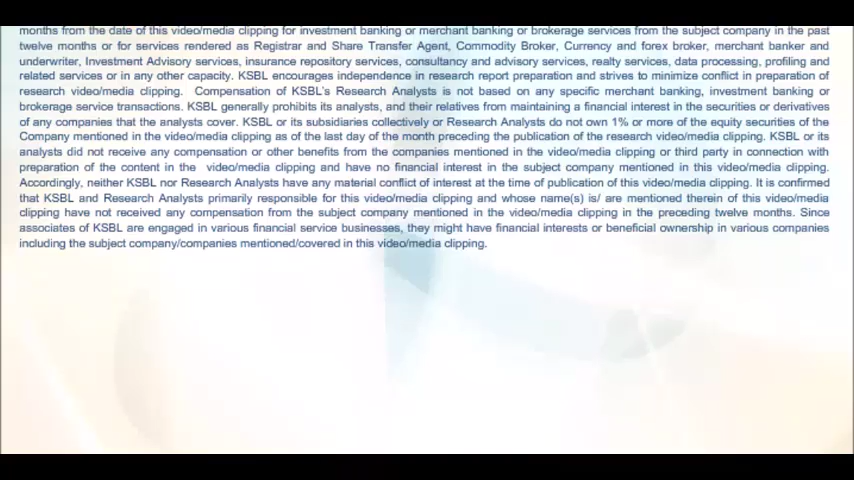 months from the date of this video/media clipping for investment banking or merchant banking or brokerage services from the subject company in the past
twelve months or for services rendered as Registrar and Share Transfer Agent, Commodity Broker, Currency and forex broker, merchant banker and
underwriter, Investment Advisory services, insurance repository services, consultancy and advisory services, realty services, data processing, profiling and
related services or in any other capacity. KSBL encourages independence in research report preparation and strives to minimize conflict in preparation of
research video/media clipping. Compensation of KSBL's Research Analysts is not based on any specific merchant banking, investment banking or
brokerage service transactions. KSBL generally prohibits its analysts, and their relatives from maintaining a financial interest in the securities or derivatives
of any companies that the analysts cover. KSBL or its subsidiaries collectively or Research Analysts do not own 1% or more of the equity securities of the
Company mentioned in the video/media clipping as of the last day of the month preceding the publication of the research video/media clipping. KSBL or its
analysts did not receive any compensation or other benefits from the companies mentioned in the video/media clipping or third party in connection with
preparation of the content in the video/media clipping and have no financial interest in the subject company mentioned in this video/media clipping.
Accordingly, neither KSBL nor Research Analysts have any material conflict of interest at the time of publication of this video/media clipping. It is confirmed
that KSBL and Research Analysts primarily responsible for this video/media clipping and whose name(s) is/ are mentioned therein of this video/media
clipping have not received any compensation from the subject company mentioned in the video/media clipping in the preceding twelve months. Since
associates of KSBL are engaged in various financial service businesses, they might have financial interests or beneficial ownership in various companies
including the subject company/companies mentioned/covered in this video/media clipping.